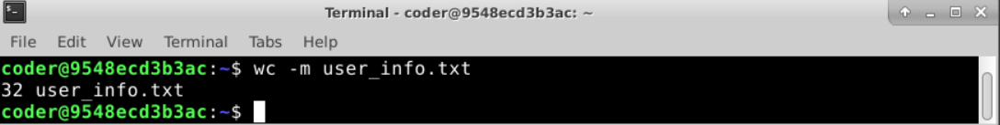 Terminal - coder@9548ecd3b3ac: ~
File Edit View Terminal Tabs Help
coder@9548ecd3b3ac:~$ wc -m user_info.txt
32 user_info.txt
coder@9548ecd3b3ac:~$